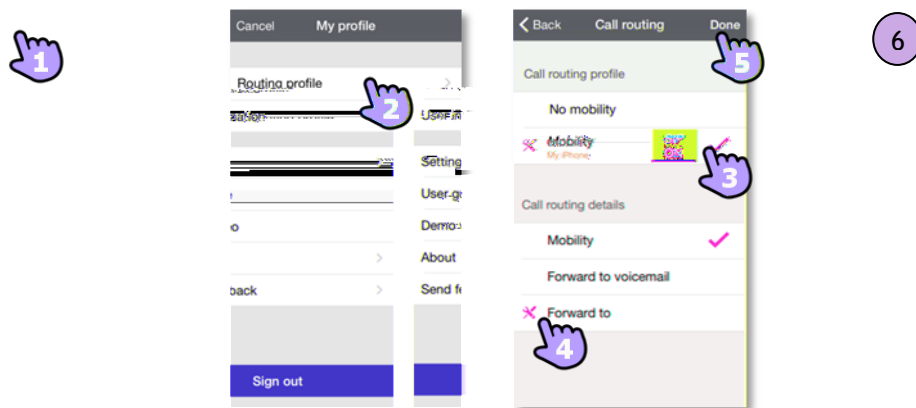 1
Cancel My profile
Routing profile
2
Setting
User-g
Demo
About
back
Send fe
Sign out
Back Call routing Done
5
Call routing profile
No mobility
Mobility
My iPhone
3
Call routing details
Mobility
Forward to voicemail
Forward to
4
6